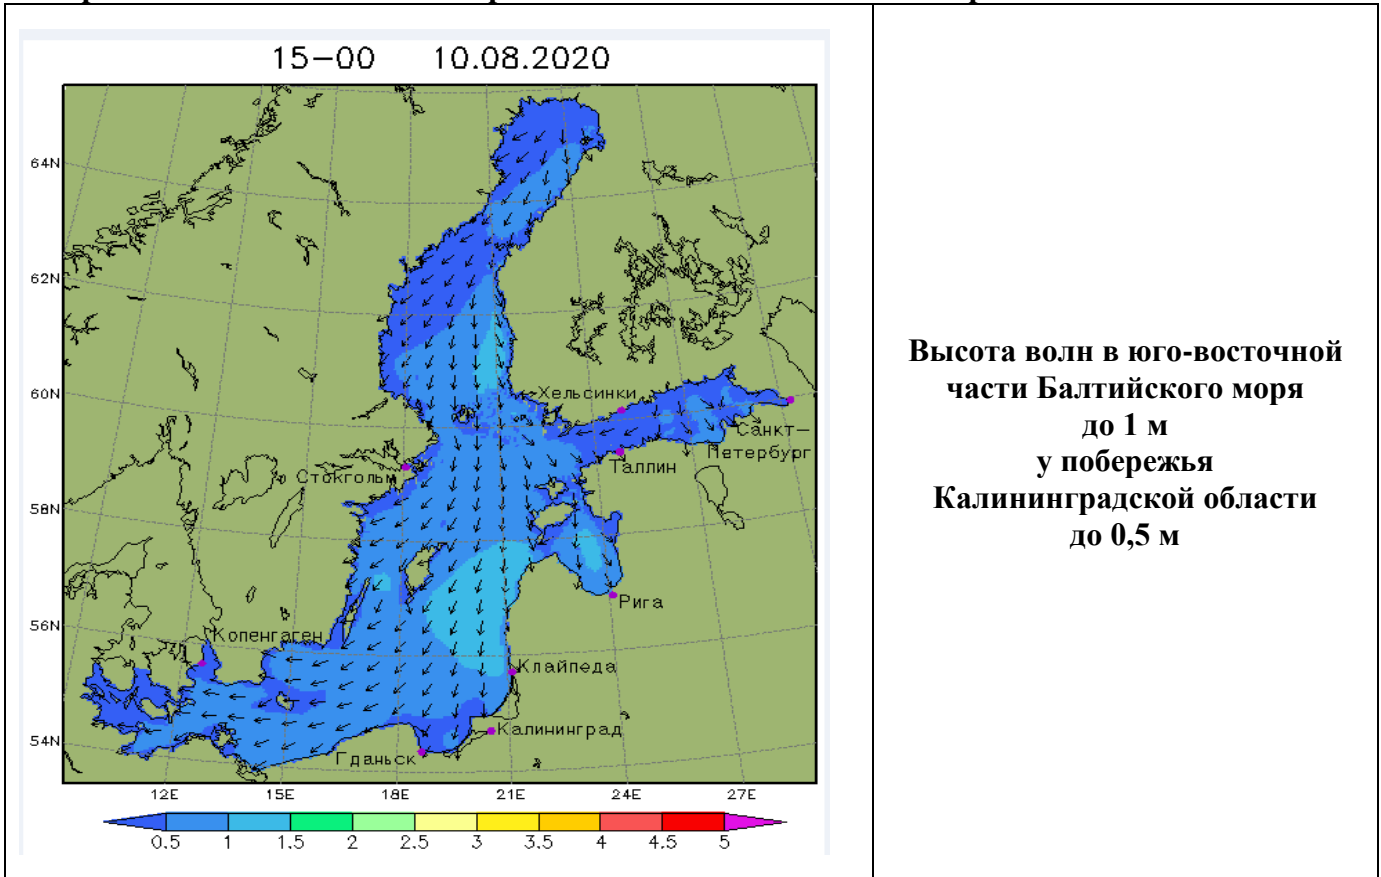 15-00 10.08.2020
64N
62N
60N
58N
56N
54N
Хельсинки
Санкт-
Петербург
Таллин
Стокгольм
Рига
Копенгаген
Клайпеда
Калининград
Гданьск
12E 15E 18E 21E 24E 27E
0.5 1 1.5 2 2.5 3 3.5 4 4.5 5
Высота волн в юго-восточной
части Балтийского моря
до 1 м
у побережья
Калининградской области
до 0,5 м